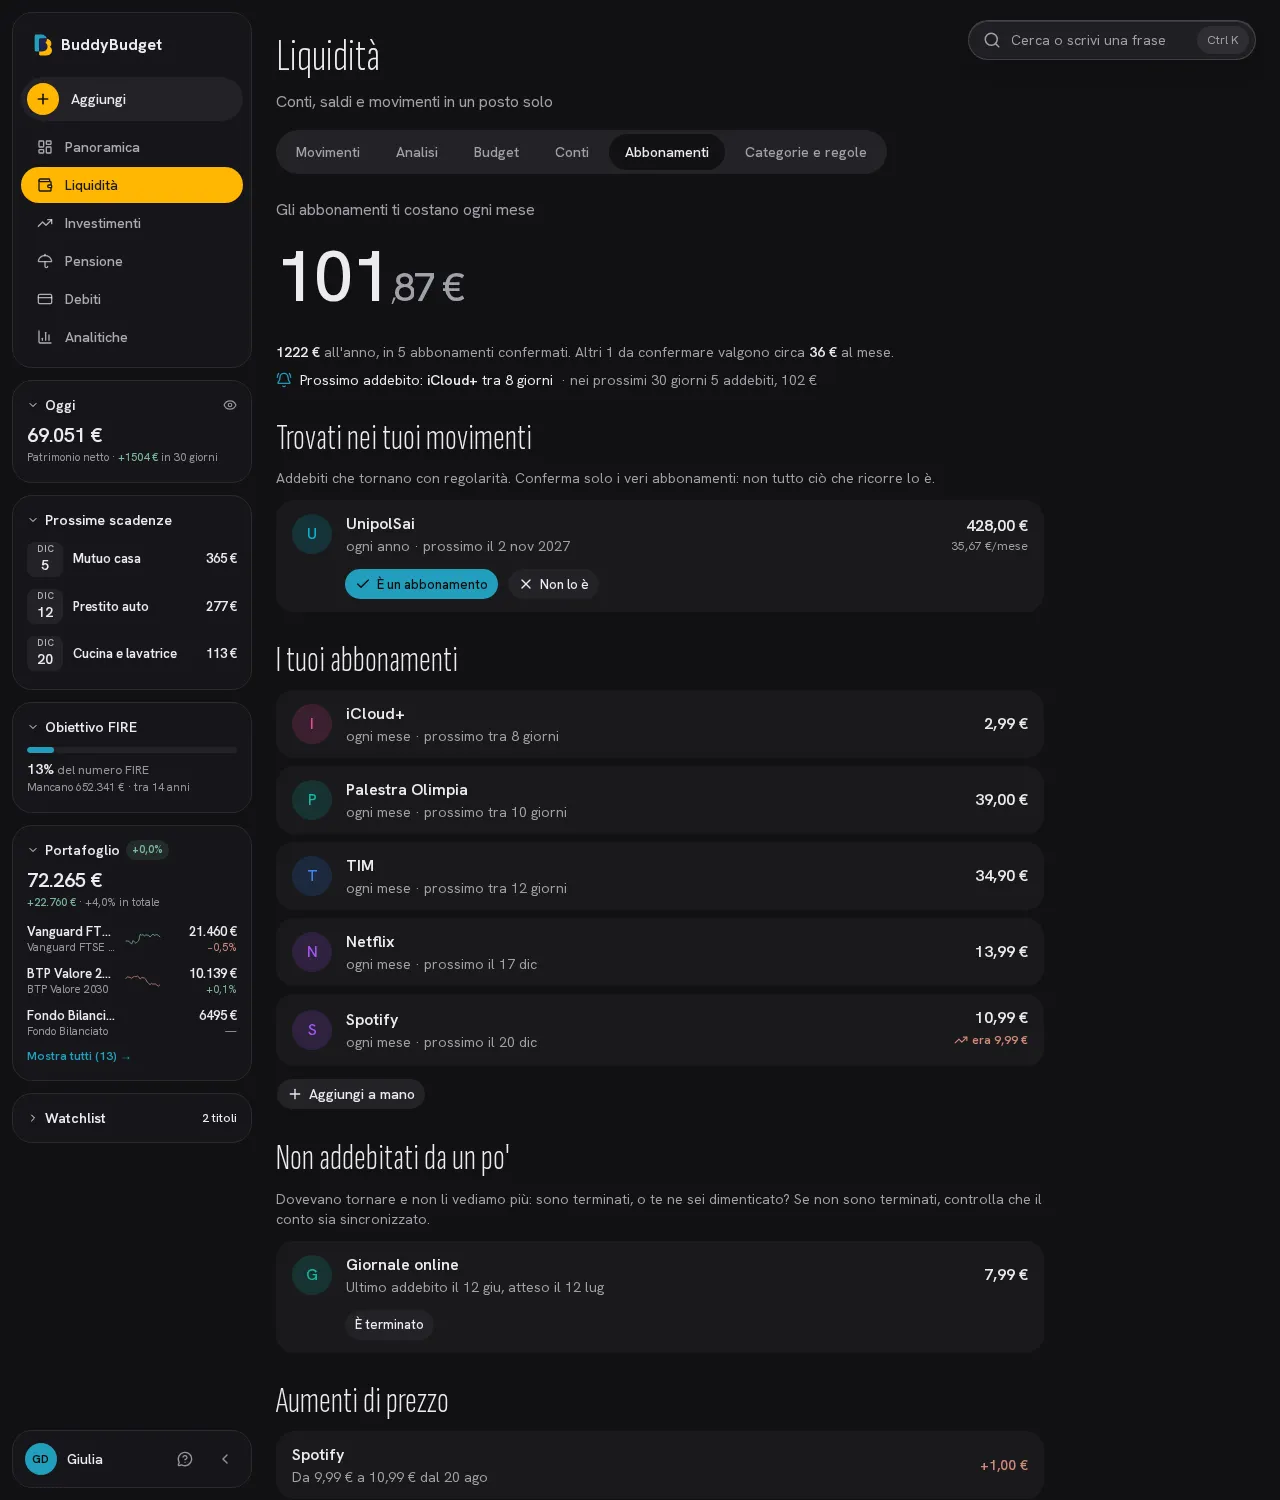 BuddyBudget
Aggiungi
Panoramica
Liquidità
Investimenti
Pensione
Debiti
Analitiche
Oggi
69.051 €
Patrimonio netto · +1504 € in 30 giorni
Prossime scadenze
DIC
5
Mutuo casa
365 €
DIC
12
Prestito auto
277 €
DIC
20
Cucina e lavatrice
113 €
Obiettivo FIRE
13% del numero FIRE
Mancano 652.341 € · tra 14 anni
Portafoglio +0,0%
72.265 €
+22.760 € · +4,0% in totale
Vanguard FT...
21.460 €
Vanguard FTSE ...
-0,5%
BTP Valore 2...
10.139 €
BTP Valore 2030
+0,1%
Fondo Bilanci...
6495 €
Fondo Bilanciato
—
Mostra tutti (13) →
Watchlist
2 titoli
GD
Giulia
Liquidità
Cerca o scrivi una frase
Ctrl K
Conti, saldi e movimenti in un posto solo
Movimenti
Analisi
Budget
Conti
Abbonamenti
Categorie e regole
Gli abbonamenti ti costano ogni mese
101,87 €
1222 € all'anno, in 5 abbonamenti confermati. Altri 1 da confermare valgono circa 36 € al mese.
Prossimo addebito: iCloud+ tra 8 giorni · nei prossimi 30 giorni 5 addebiti, 102 €
Trovati nei tuoi movimenti
Addebiti che tornano con regolarità. Conferma solo i veri abbonamenti: non tutto ciò che ricorre lo è.
U
UnipolSai
428,00 €
ogni anno · prossimo il 2 nov 2027
35,67 €/mese
È un abbonamento
Non lo è
I tuoi abbonamenti
I
iCloud+
ogni mese · prossimo tra 8 giorni
2,99 €
P
Palestra Olimpia
ogni mese · prossimo tra 10 giorni
39,00 €
T
TIM
ogni mese · prossimo tra 12 giorni
34,90 €
N
Netflix
ogni mese · prossimo il 17 dic
13,99 €
S
Spotify
10,99 €
ogni mese · prossimo il 20 dic
era 9,99 €
Aggiungi a mano
Non addebitati da un po'
Dovevano tornare e non li vediamo più: sono terminati, o te ne sei dimenticato? Se non sono terminati, controlla che il
conto sia sincronizzato.
G
Giornale online
Ultimo addebito il 12 giu, atteso il 12 lug
7,99 €
È terminato
Aumenti di prezzo
Spotify
Da 9,99 € a 10,99 € dal 20 ago
+1,00 €